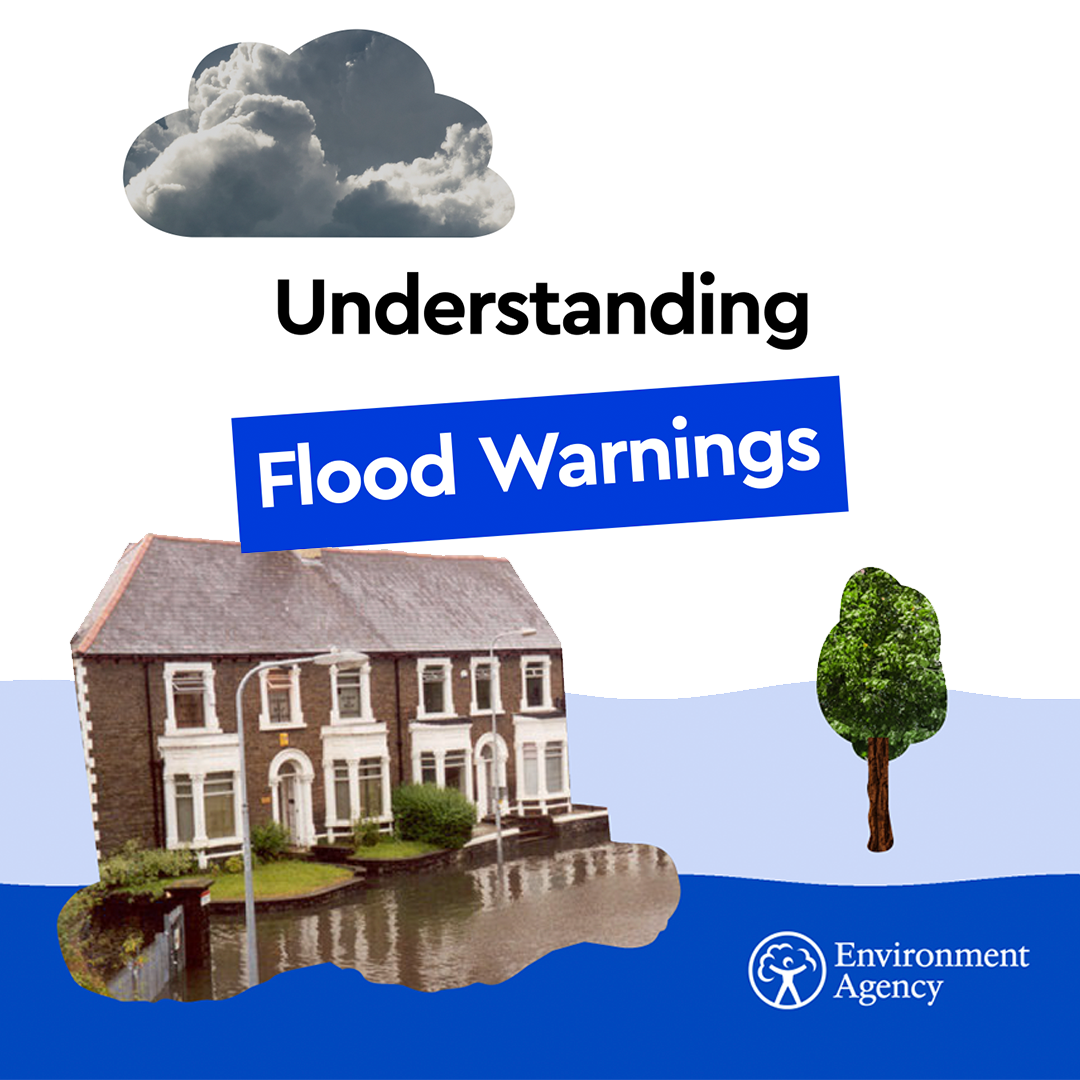 Understanding
Flood Warnings
Environment
Agency